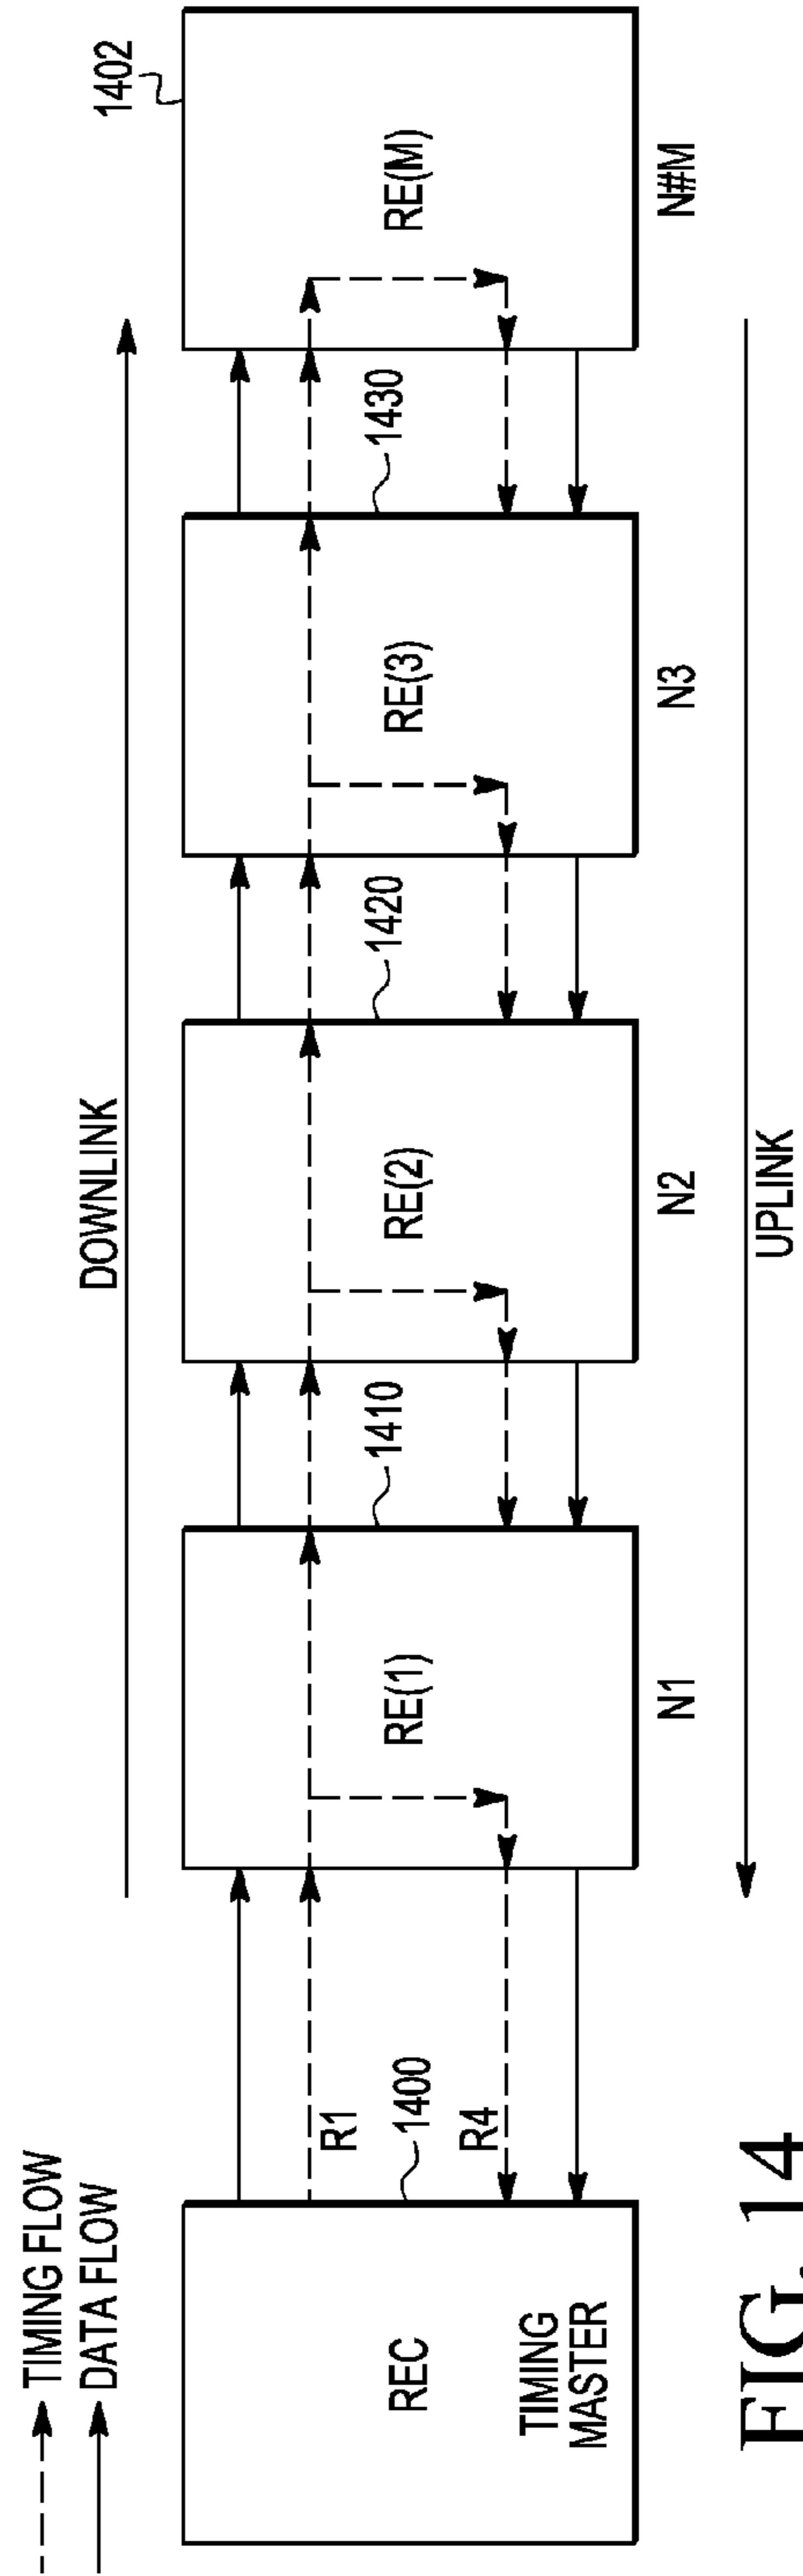 TIMING FLOW
DATA FLOW
DOWNLINK
1402
REC
TIMING
MASTER
R1
1400
R4
RE(1)
1410
RE(2)
1420
RE(3)
1430
RE(M)
N1
N2
N3
N#M
UPLINK
FIG. 14